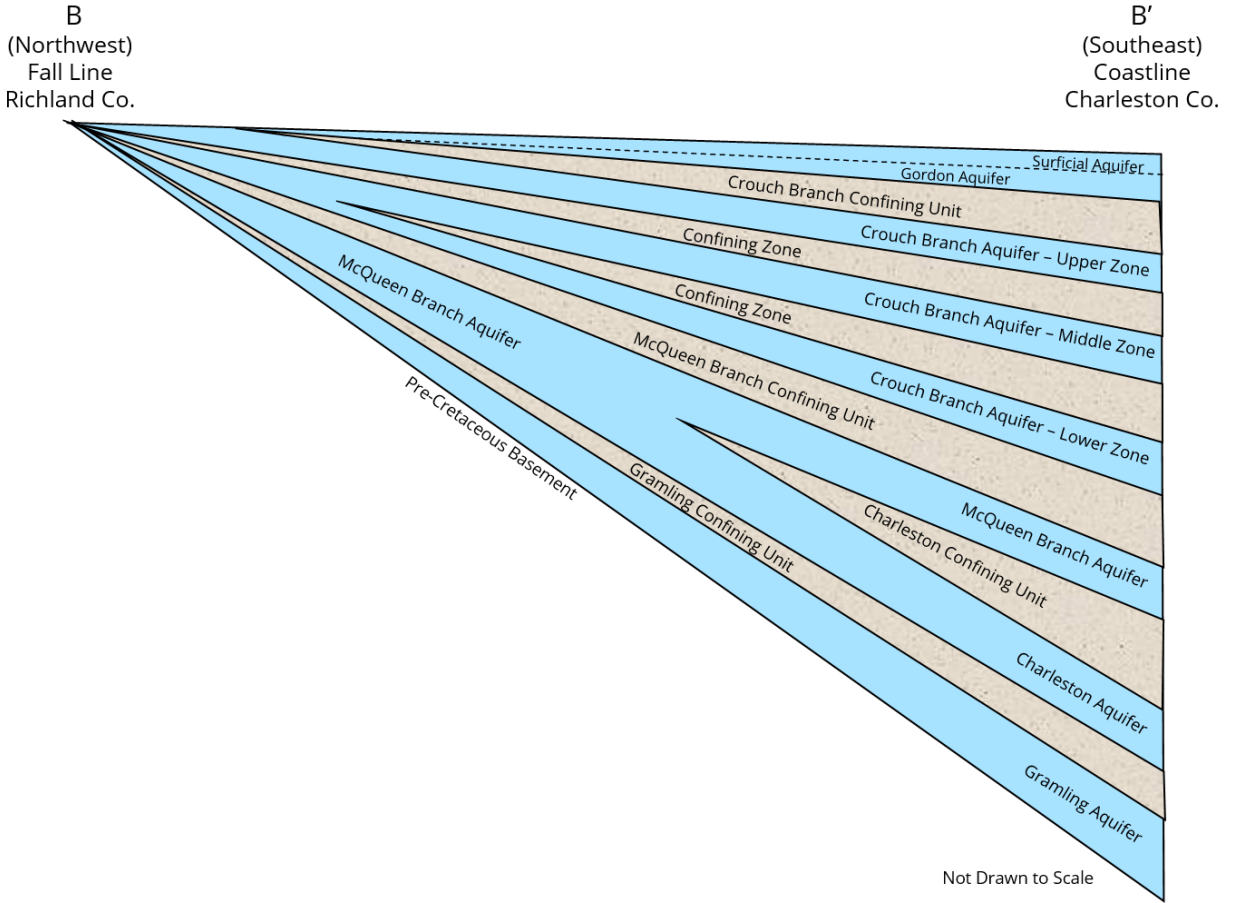 B
(Northwest)
Fall Line
Richland Co.
B’
(Southeast)
Coastline
Charleston Co.
Surficial Aquifer
Gordon Aquifer
Crouch Branch Confining Unit
Crouch Branch Aquifer – Upper Zone
Confining Zone
Crouch Branch Aquifer – Middle Zone
Confining Zone
Crouch Branch Aquifer – Lower Zone
McQueen Branch Confining Unit
McQueen Branch Aquifer
McQueen Branch Aquifer
Charleston Confining Unit
Charleston Aquifer
Gramling Confining Unit
Gramling Aquifer
Pre-Cretaceous Basement
Not Drawn to Scale